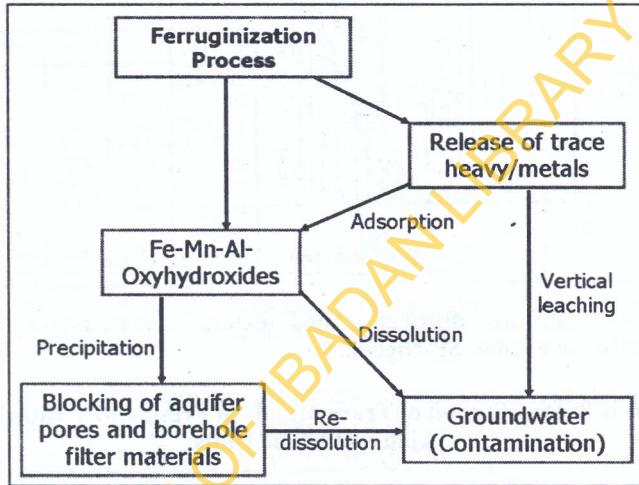 Ferruginization
Process
Release of trace
heavy/metals
Adsorption
Fe-Mn-Al-
Oxyhydroxides
Vertical
leaching
Dissolution
Precipitation
Blocking of aquifer
pores and borehole
filter materials
Re-
dissolution
Groundwater
(Contamination)
OF IBADAN LIBRARY